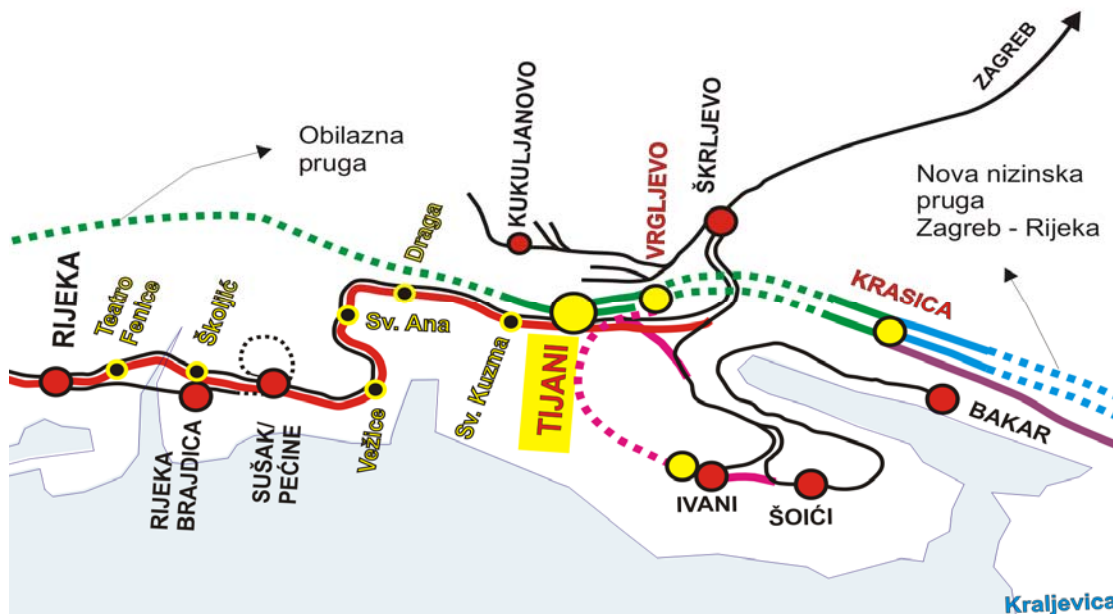 ZAGREB
Obilazna
pruga
KUKULJANOVO
VRGLJEVO
ŠKRLJEVO
Nova nizinska
pruga
Zagreb - Rijeka
RIJEKA
Teatro
Fenice
Školjić
Draga
Sv. Ana
Sv. Kuzma
Vežice
TIJANI
KRASICA
BAKAR
RIJEKA
BRAJDICA
SUŠAK/
PEĆINE
IVANI
ŠOIĆI
Kraljevica